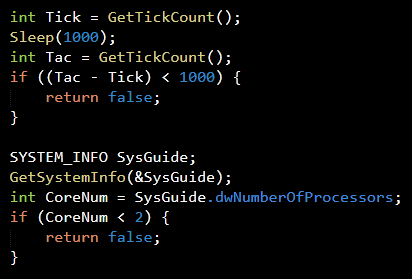 int Tick = GetTickCount();
Sleep(1000);
int Tac = GetTickCount();
if ((Tac - Tick) < 1000) {
    return false;
}

SYSTEM_INFO SysGuide;
GetSystemInfo(&SysGuide);
int CoreNum = SysGuide.dwNumberOfProcessors;
if (CoreNum < 2) {
    return false;
}